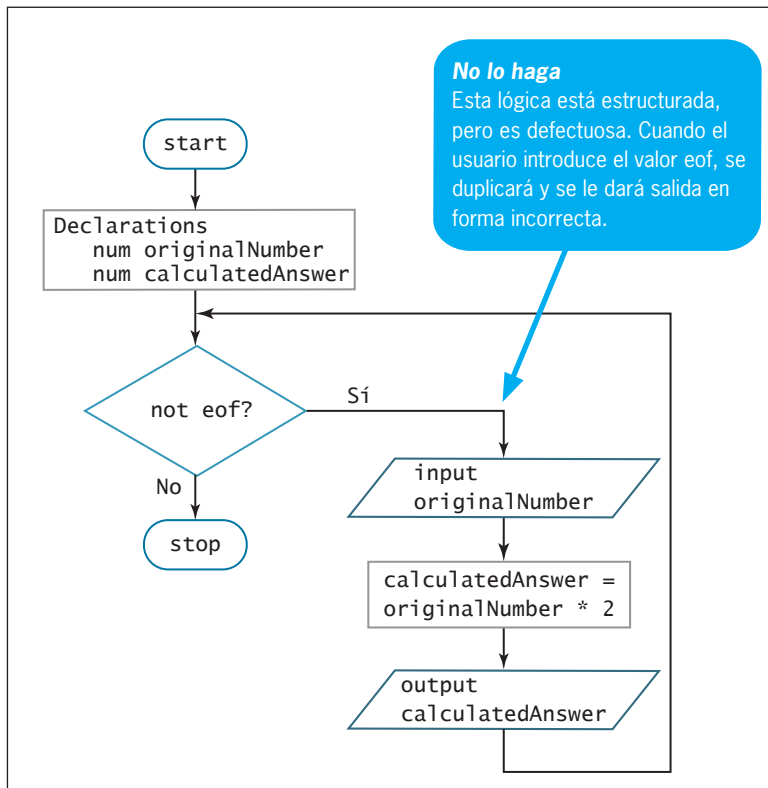 No lo haga
Esta lógica está estructurada,
pero es defectuosa. Cuando el
usuario introduce el valor eof, se
duplicará y se le dará salida en
forma incorrecta.
start
Declarations
num originalNumber
num calculatedAnswer
not eof?
Sí
No
stop
input
originalNumber
calculatedAnswer =
originalNumber * 2
output
calculatedAnswer